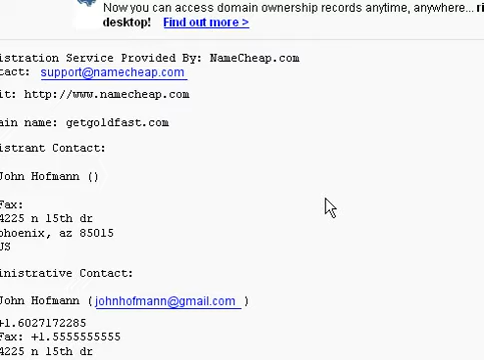 Now you can access domain ownership records anytime, anywhere... ri
desktop! Find out more >
istration Service Provided By: NameCheap.com
tact: support@namecheap.com
it: http://www.namecheap.com
ain name: getgoldfast.com
istrant Contact:
John Hofmann ()
Fax:
4225 n 15th dr
phoenix, az 85015
US
inistrative Contact:
John Hofmann (johnhofmann@gmail.com )
+1.6027172285
Fax: +1.5555555555
4225 n 15th dr